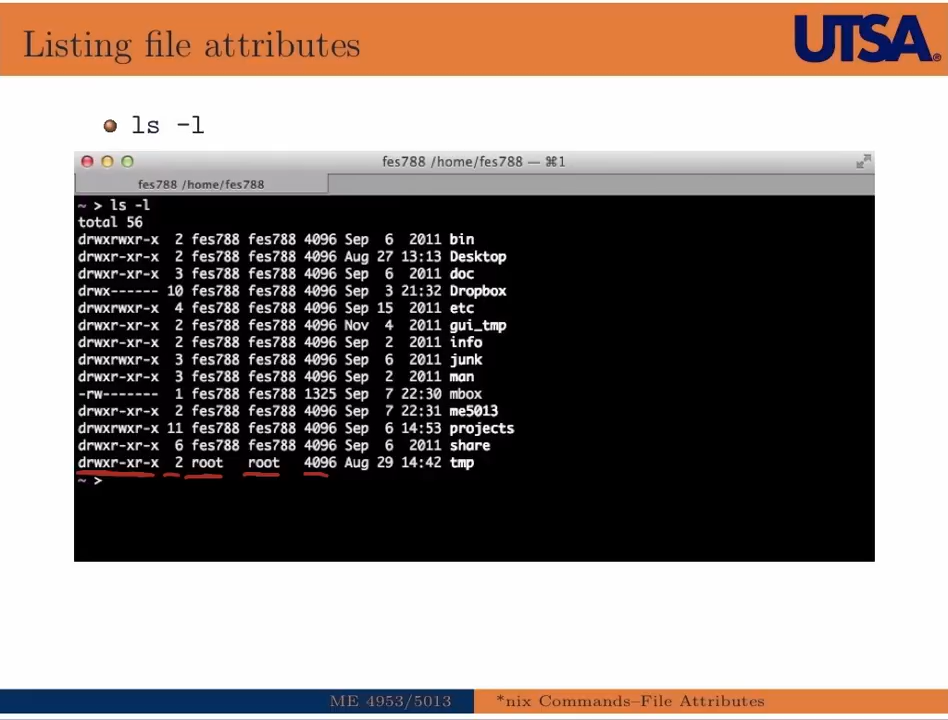 Listing file attributes
UTSA
ls -l
fes788 /home/fes788 — ⌘1
fes788 /home/fes788
~ > ls -l
total 56
drwxrwxr-x  2 fes788 fes788 4096 Sep  6  2011 bin
drwxr-xr-x  2 fes788 fes788 4096 Aug 27 13:13 Desktop
drwxr-xr-x  3 fes788 fes788 4096 Sep  6  2011 doc
drwx------ 10 fes788 fes788 4096 Sep  3 21:32 Dropbox
drwxrwxr-x  4 fes788 fes788 4096 Sep 15  2011 etc
drwxr-xr-x  2 fes788 fes788 4096 Nov  4  2011 gui_tmp
drwxr-xr-x  2 fes788 fes788 4096 Sep  2  2011 info
drwxrwxr-x  3 fes788 fes788 4096 Sep  6  2011 junk
drwxr-xr-x  3 fes788 fes788 4096 Sep  2  2011 man
-rw-------  1 fes788 fes788 1325 Sep  7 22:30 mbox
drwxr-xr-x  2 fes788 fes788 4096 Sep  7 22:31 me5013
drwxrwxr-x 11 fes788 fes788 4096 Sep  6 14:53 projects
drwxr-xr-x  6 fes788 fes788 4096 Sep  6  2011 share
drwxr-xr-x  2 root   root   4096 Aug 29 14:42 tmp
~ >
ME 4953/5013
*nix Commands–File Attributes